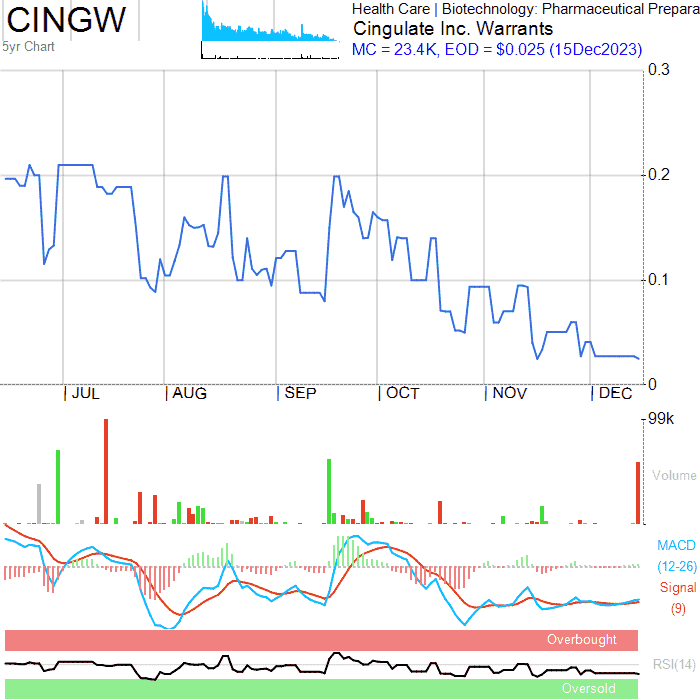 CINGW
5yr Chart
Health Care | Biotechnology: Pharmaceutical Prepara
Cingulate Inc. Warrants
MC = 23.4K, EOD = $0.025 (15Dec2023)
0.3
0.2
0.1
0
JUL AUG SEP OCT NOV DEC
99k
Volume
MACD
(12-26)
Signal
(9)
Overbought
RSI(14)
Oversold